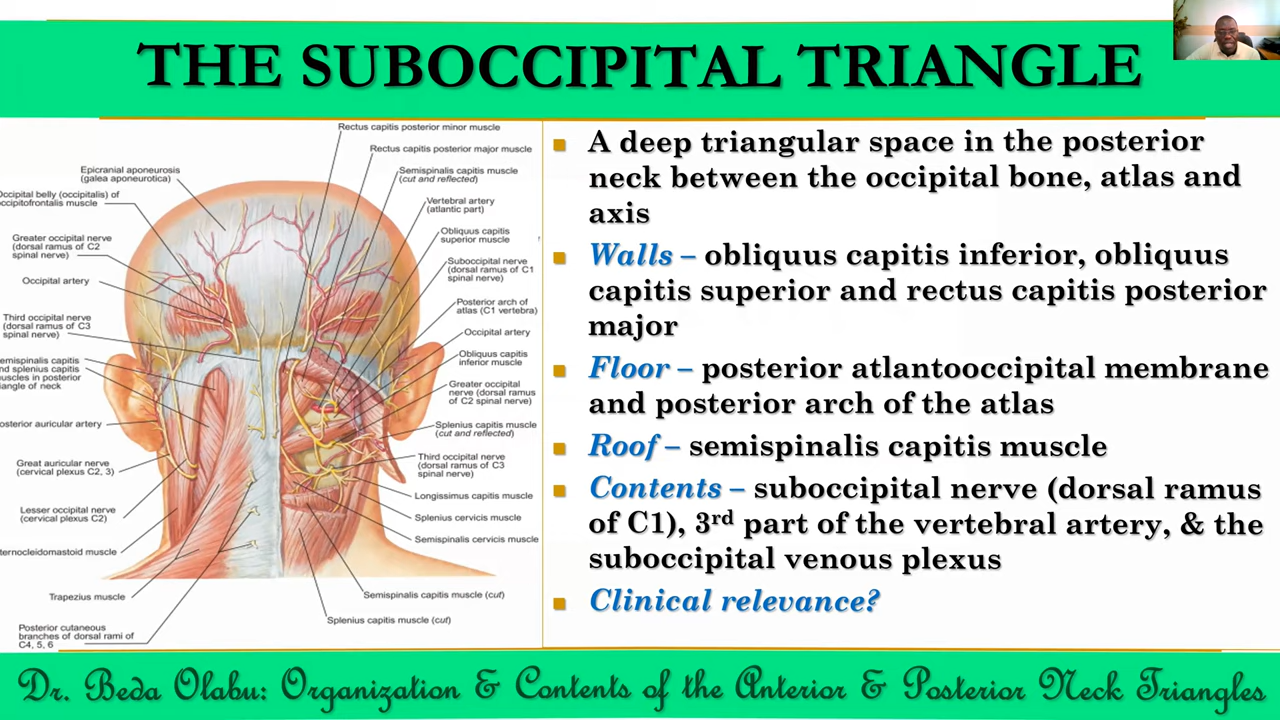 THE SUBOCCIPITAL TRIANGLE
Rectus capitis posterior minor muscle
Rectus capitis posterior major muscle
Semispinalis capitis muscle
(cut and reflected)
Vertebral artery
(atlantic part)
Obliquus capitis
superior muscle
Suboccipital nerve
(dorsal ramus of C1
spinal nerve)
Posterior arch of
atlas (C1 vertebra)
Occipital artery
Obliquus capitis
inferior muscle
Greater occipital
nerve (dorsal ramus
of C2 spinal nerve)
Splenius capitis muscle
(cut and reflected)
Third occipital nerve
(dorsal ramus of C3
spinal nerve)
Longissimus capitis muscle
Splenius cervicis muscle
Semispinalis cervicis muscle
Semispinalis capitis muscle (cut)
Splenius capitis muscle (cut)
Epicranial aponeurosis
(galea aponeurotica)
Occipital belly (occipitalis) of
occipitofrontalis muscle
Greater occipital
nerve (dorsal
ramus of C2
spinal nerve)
Occipital artery
Third occipital nerve
(dorsal ramus of C3
spinal nerve)
emispinalis capitis
nd splenius capitis
uscles in posterior
iangle of neck
osterior auricular artery
Great auricular nerve
(cervical plexus C2, 3)
Lesser occipital nerve
(cervical plexus C2)
ternocleidomastoid muscle
Trapezius muscle
Posterior cutaneous
branches of dorsal rami of
C4, 5, 6
A deep triangular space in the posterior
neck between the occipital bone, atlas and
axis
Walls – obliquus capitis inferior, obliquus
capitis superior and rectus capitis posterior
major
Floor – posterior atlantooccipital membrane
and posterior arch of the atlas
Roof – semispinalis capitis muscle
Contents – suboccipital nerve (dorsal ramus
of C1), 3rd part of the vertebral artery, & the
suboccipital venous plexus
Clinical relevance?
Dr. Beda Olabu: Organization & Contents of the Anterior & Posterior Neck Triangles